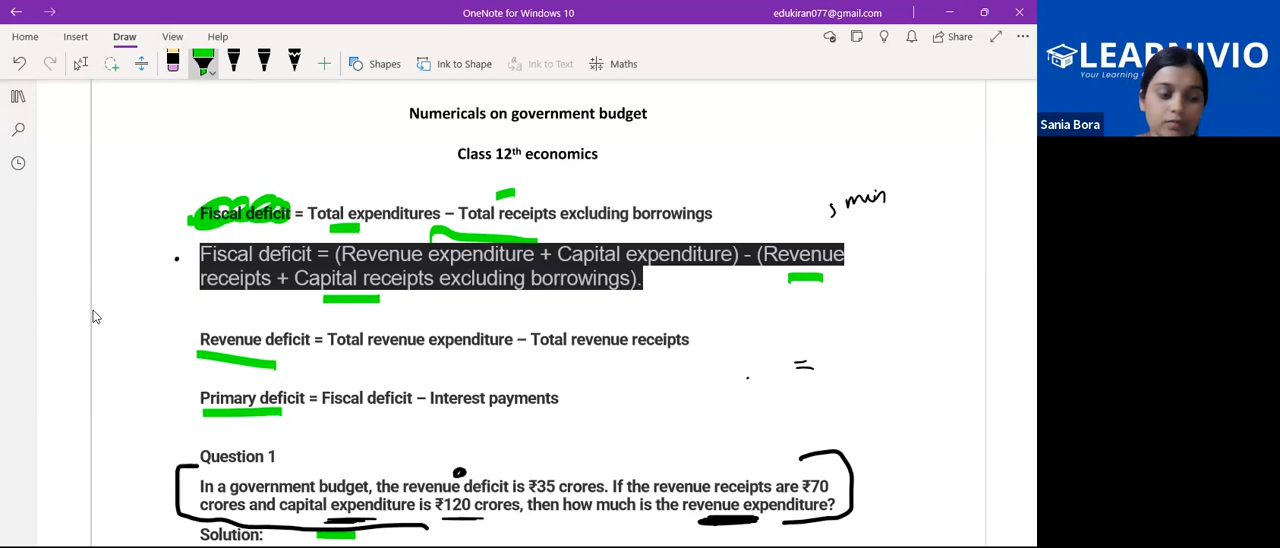 OneNote for Windows 10
edukiran077@gmail.com
Home Insert Draw View Help
Share
Shapes Ink to Shape Ink to Text Maths
LEARNIVIO
Sania Bora
Numericals on government budget
Class 12th economics
Fiscal deficit = Total expenditures – Total receipts excluding borrowings
min
Fiscal deficit = (Revenue expenditure + Capital expenditure) - (Revenue
receipts + Capital receipts excluding borrowings).
Revenue deficit = Total revenue expenditure – Total revenue receipts
=
Primary deficit = Fiscal deficit – Interest payments
Question 1
In a government budget, the revenue deficit is ₹35 crores. If the revenue receipts are ₹70
crores and capital expenditure is ₹120 crores, then how much is the revenue expenditure?
Solution: